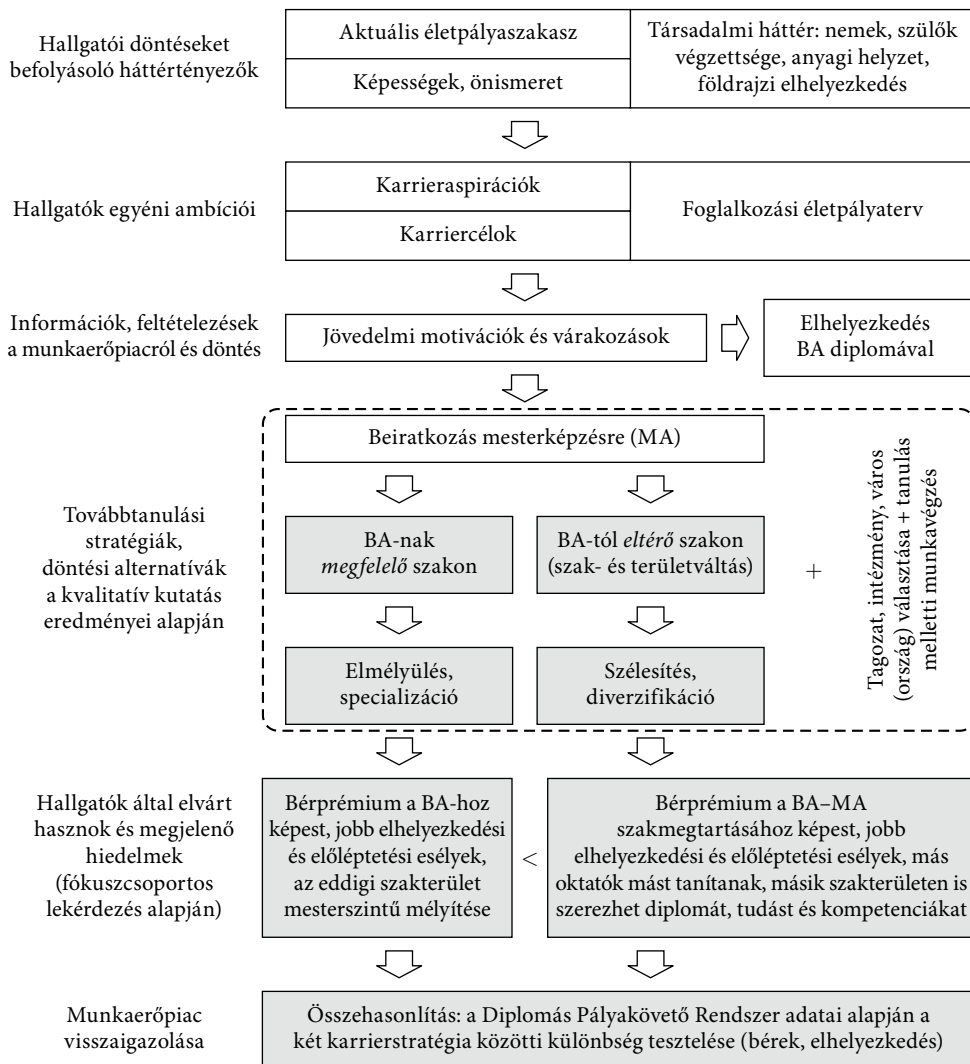 Hallgatói döntéseket
befolyásoló háttértényezők
Aktuális életpályaszakasz
Képességek, önismeret
Társadalmi háttér: nemek, szülők
végzettsége, anyagi helyzet,
földrajzi elhelyezkedés
Hallgatók egyéni ambíciói
Karrieraspirációk
Karriercélok
Foglalkozási életpályaterv
Információk, feltételezések
a munkaerőpiacról és döntés
Jövedelmi motivációk és várakozások
Elhelyezkedés
BA diplomával
Továbbtanulási
stratégiák,
döntési alternatívák
a kvalitatív kutatás
eredményei alapján
Beiratkozás mesterképzésre (MA)
BA-nak
megfelelő szakon
BA-tól eltérő szakon
(szak- és területváltás)
Elmélyülés,
specializáció
Szélesítés,
diverzifikáció
+
Tagozat, intézmény, város
(ország) választása + tanulás
melletti munkavégzés
Hallgatók által elvárt
hasznok és megjelenő
hiedelmek
(fókuszcsoportos
lekérdezés alapján)
Bérprémium a BA-hoz
képest, jobb elhelyezkedési
és előléptetési esélyek,
az eddigi szakterület
mesterszintű mélyítése
<
Bérprémium a BA–MA
szakmegtartásához képest, jobb
elhelyezkedési és előléptetési esélyek, más
oktatók mást tanítanak, másik szakterületen is
szerezhet diplomát, tudást és kompetenciákat
Munkaerőpiac
visszaigazolása
Összehasonlítás: a Diplomás Pályakövető Rendszer adatai alapján a
két karrierstratégia közötti különbség tesztelése (bérek, elhelyezkedés)